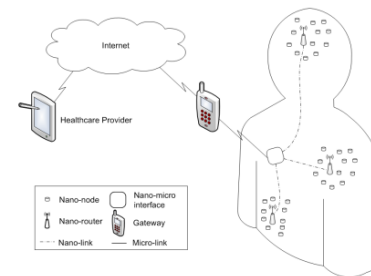 Internet
Healthcare Provider
Nano-node
Nano-micro
interface
Nano-router
Gateway
Nano-link
Micro-link